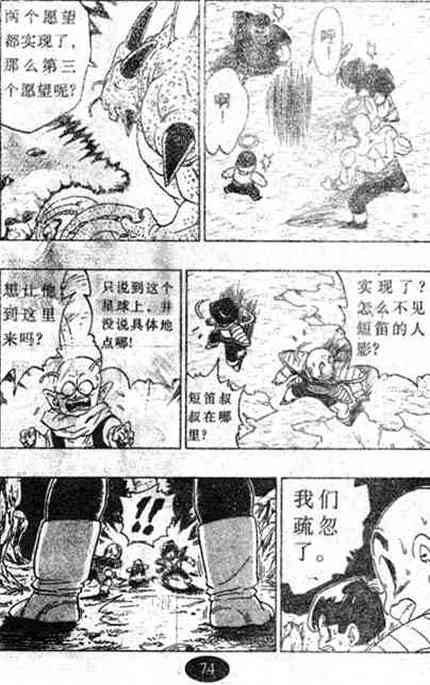 两个愿望
都实现了，
那么第三
个愿望呢？
呼！
啊！
想让他
到这里
来吗？
只说到这个
星球上，并
没说具体地
点哪！
短笛叔
叔在哪
里？
实现了？
怎么不见
短笛的人
影？
!!
我们
疏忽
了。
74